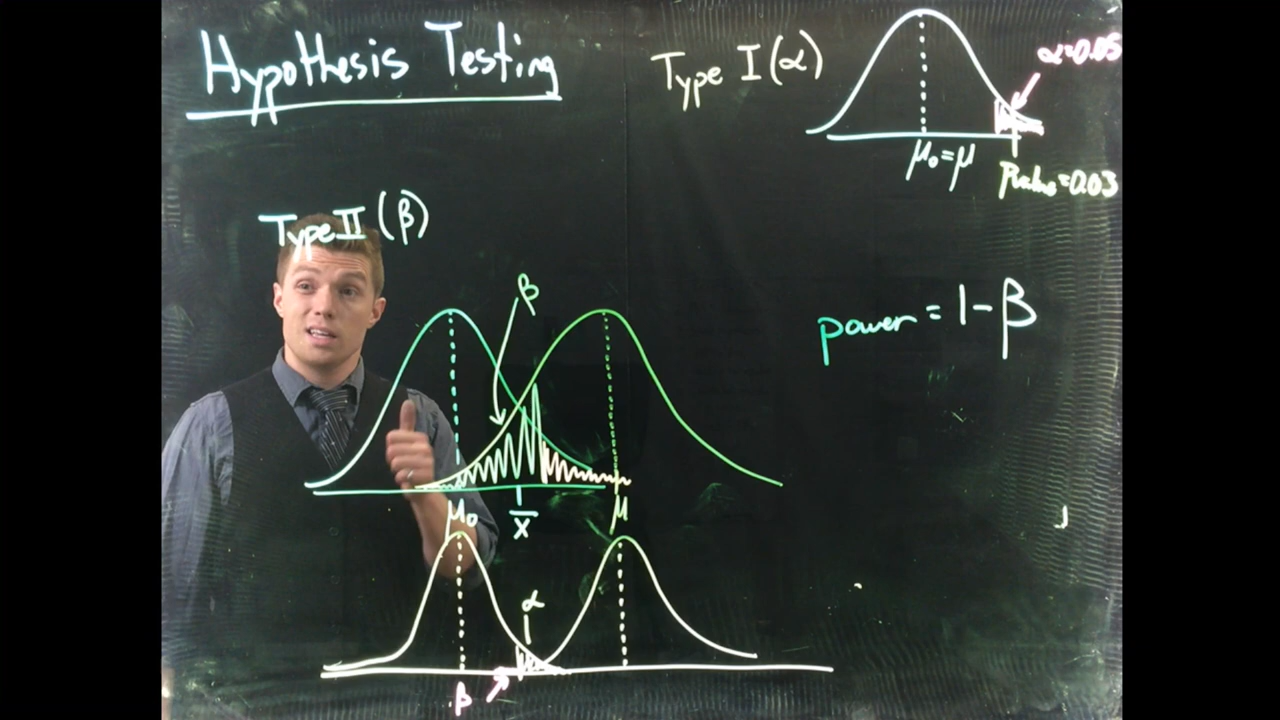 Hypothesis Testing
Type I (α)
α=0.05
μ₀=μ
Pvalue=0.03
Type II (β)
β
power = 1-β
μ₀
x̅
μ
α
β